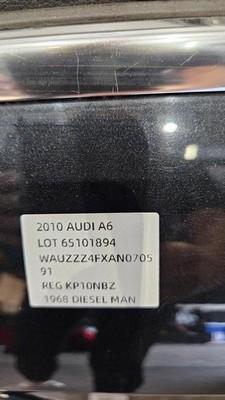 2010 AUDI A6
LOT 65101894
WAUZZZ4FXAN0705
91
REG KP10NBZ
1968 DIESEL MAN